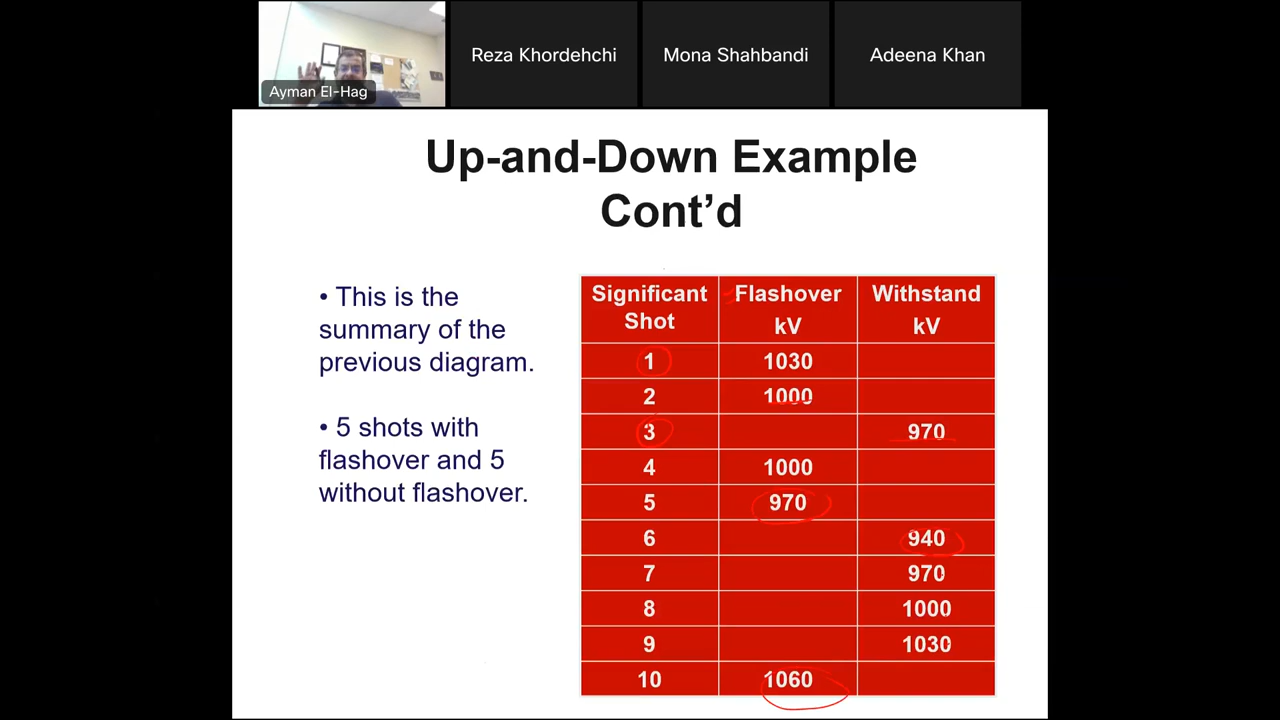 Ayman El-Hag
Reza Khordehchi
Mona Shahbandi
Adeena Khan
Up-and-Down Example
Cont’d
• This is the
summary of the
previous diagram.
• 5 shots with
flashover and 5
without flashover.
Significant Shot Flashover kV Withstand kV
1 1030
2 1000
3 970
4 1000
5 970
6 940
7 970
8 1000
9 1030
10 1060